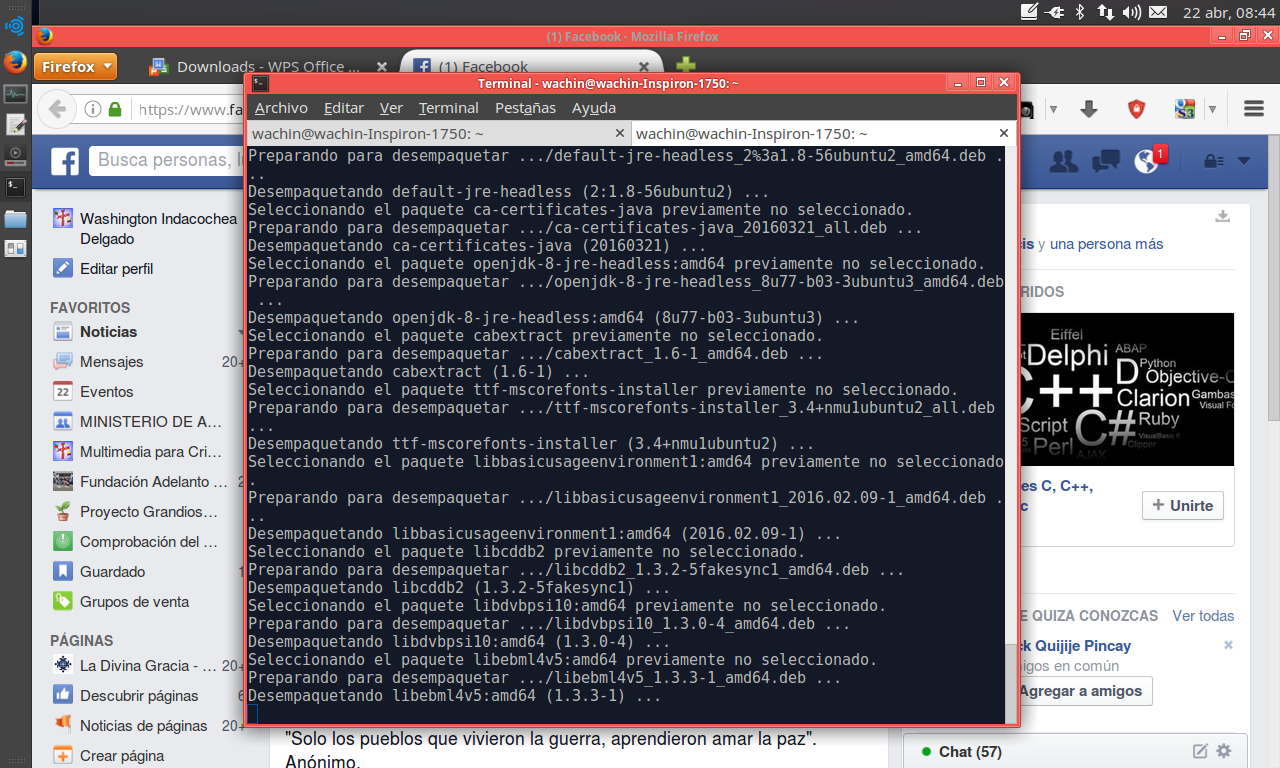 22 abr, 08:44
(1) Facebook - Mozilla Firefox
Firefox
Downloads - WPS Office ...
(1) Facebook
https://www.fa
Terminal - wachin@wachin-Inspiron-1750: ~
Archivo Editar Ver Terminal Pestañas Ayuda
wachin@wachin-Inspiron-1750: ~
wachin@wachin-Inspiron-1750: ~
Preparando para desempaquetar .../default-jre-headless_2%3a1.8-56ubuntu2_amd64.deb .
..
Desempaquetando default-jre-headless (2:1.8-56ubuntu2) ...
Seleccionando el paquete ca-certificates-java previamente no seleccionado.
Preparando para desempaquetar .../ca-certificates-java_20160321_all.deb ...
Desempaquetando ca-certificates-java (20160321) ...
Seleccionando el paquete openjdk-8-jre-headless:amd64 previamente no seleccionado.
Preparando para desempaquetar .../openjdk-8-jre-headless_8u77-b03-3ubuntu3_amd64.deb
...
Desempaquetando openjdk-8-jre-headless:amd64 (8u77-b03-3ubuntu3) ...
Seleccionando el paquete cabextract previamente no seleccionado.
Preparando para desempaquetar .../cabextract_1.6-1_amd64.deb ...
Desempaquetando cabextract (1.6-1) ...
Seleccionando el paquete ttf-mscorefonts-installer previamente no seleccionado.
Preparando para desempaquetar .../ttf-mscorefonts-installer_3.4+nmu1ubuntu2_all.deb
...
Desempaquetando ttf-mscorefonts-installer (3.4+nmu1ubuntu2) ...
Seleccionando el paquete libbasicusageenvironment1:amd64 previamente no seleccionado
.
Preparando para desempaquetar .../libbasicusageenvironment1_2016.02.09-1_amd64.deb .
..
Desempaquetando libbasicusageenvironment1:amd64 (2016.02.09-1) ...
Seleccionando el paquete libcddb2 previamente no seleccionado.
Preparando para desempaquetar .../libcddb2_1.3.2-5fakesync1_amd64.deb ...
Desempaquetando libcddb2 (1.3.2-5fakesync1) ...
Seleccionando el paquete libdvbpsi10:amd64 previamente no seleccionado.
Preparando para desempaquetar .../libdvbpsi10_1.3.0-4_amd64.deb ...
Desempaquetando libdvbpsi10:amd64 (1.3.0-4) ...
Seleccionando el paquete libebml4v5:amd64 previamente no seleccionado.
Preparando para desempaquetar .../libebml4v5_1.3.3-1_amd64.deb ...
Desempaquetando libebml4v5:amd64 (1.3.3-1) ...
Busca personas, l
Washington Indacochea
Delgado
Editar perfil
FAVORITOS
Noticias
Mensajes 20+
Eventos
22
MINISTERIO DE A...
Multimedia para Cri...
Fundación Adelanto ... 2
Proyecto Grandios...
Comprobación del ...
Guardado 1
Grupos de venta
PÁGINAS
La Divina Gracia - ... 20+
Descubrir páginas 6
Noticias de páginas 20+
Crear página
"Solo los pueblos que vivieron la guerra, aprendieron amar la paz".
Anónimo.
1
cis y una persona más
RIDOS
Eiffel
Delphi
ABAP
Python
Objective-C
C++
D
Clarion
Gambas
Visual Fo
Script
C#
Ruby
VisualBasic 6
Clipper
5
Perl
AJAX
es C, C++,
c
+ Unirte
E QUIZA CONOZCAS Ver todas
ck Quijije Pincay
igos en común
Agregar a amigos
Chat (57)